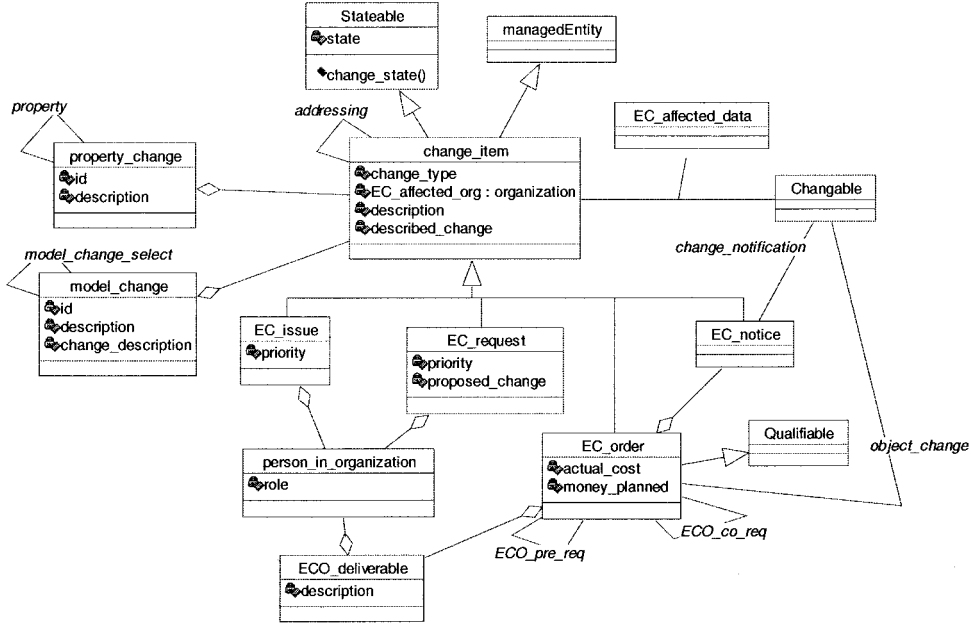 Stateable
state
change_state()
managedEntity
property
addressing
EC_affected_data
property_change
id
description
change_item
change_type
EC_affected_org : organization
description
described_change
Changable
model_change_select
change_notification
model_change
id
description
change_description
EC_issue
priority
EC_request
priority
proposed_change
EC_notice
person_in_organization
role
EC_order
actual_cost
money_planned
Qualifiable
object_change
ECO_pre_req
ECO_co_req
ECO_deliverable
description